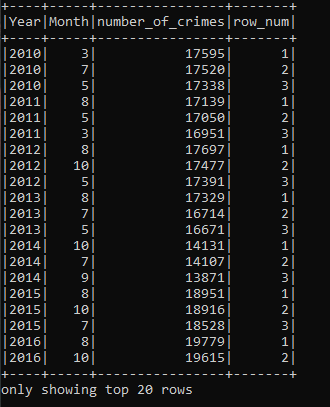 +----+-----+----------------+-------+
|Year|Month|number_of_crimes|row_num|
+----+-----+----------------+-------+
|2010|    3|           17595|      1|
|2010|    7|           17520|      2|
|2010|    5|           17338|      3|
|2011|    8|           17139|      1|
|2011|    5|           17050|      2|
|2011|    3|           16951|      3|
|2012|    8|           17697|      1|
|2012|   10|           17477|      2|
|2012|    5|           17391|      3|
|2013|    8|           17329|      1|
|2013|    7|           16714|      2|
|2013|    5|           16671|      3|
|2014|   10|           14131|      1|
|2014|    7|           14107|      2|
|2014|    9|           13871|      3|
|2015|    8|           18951|      1|
|2015|   10|           18916|      2|
|2015|    7|           18528|      3|
|2016|    8|           19779|      1|
|2016|   10|           19615|      2|
+----+-----+----------------+-------+
only showing top 20 rows